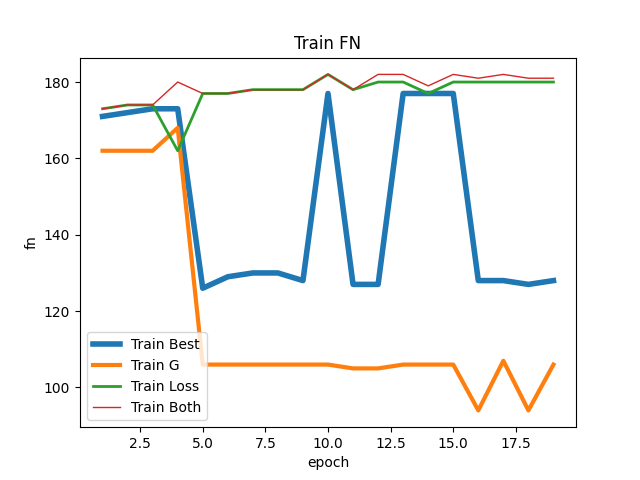 Train FN
fn
180
160
140
120
100
Train Best
Train G
Train Loss
Train Both
2.5 5.0 7.5 10.0 12.5 15.0 17.5
epoch